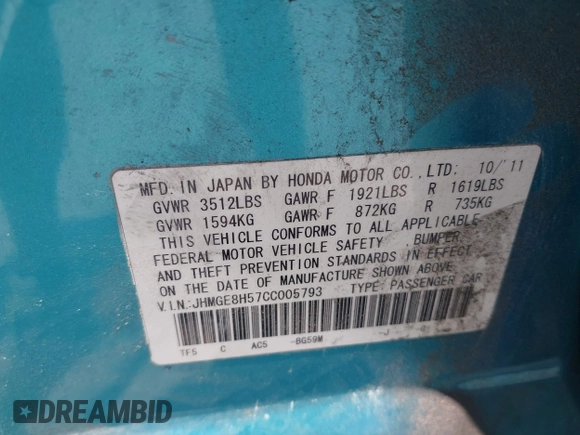 MFD. IN JAPAN BY HONDA MOTOR CO.,LTD: 10/'11
GVWR 3512LBS GAWR F 1921LBS R 1619LBS
GVWR 1594KG GAWR F 872KG R 735KG
THIS VEHICLE CONFORMS TO ALL APPLICABLE
FEDERAL MOTOR VEHICLE SAFETY ,BUMPER,
AND THEFT PREVENTION STANDARDS IN EFFECT
ON THE DATE OF MANUFACTURE SHOWN ABOVE.
V.I.N.:JHMGE8H57CC005793 TYPE: PASSENGER CAR
TF5 C AC5 -BG59M J
DREAMBID